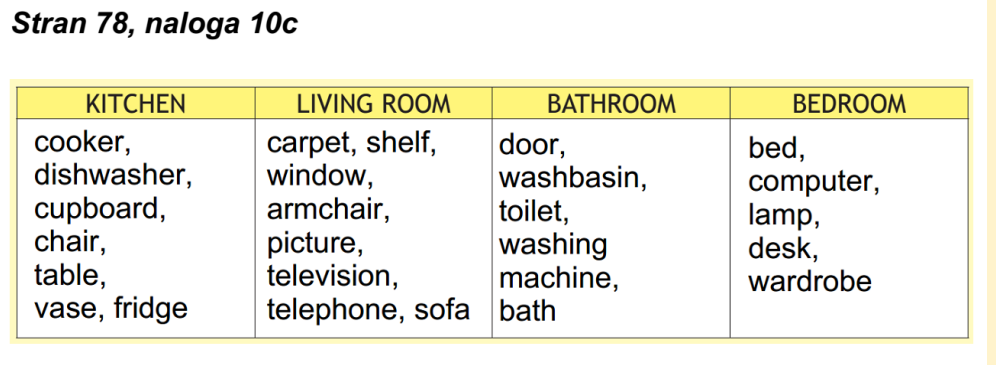 Stran 78, naloga 10c
KITCHEN
cooker,
dishwasher,
cupboard,
chair,
table,
vase, fridge
LIVING ROOM
carpet, shelf,
window,
armchair,
picture,
television,
telephone, sofa
BATHROOM
door,
washbasin,
toilet,
washing
machine,
bath
BEDROOM
bed,
computer,
lamp,
desk,
wardrobe